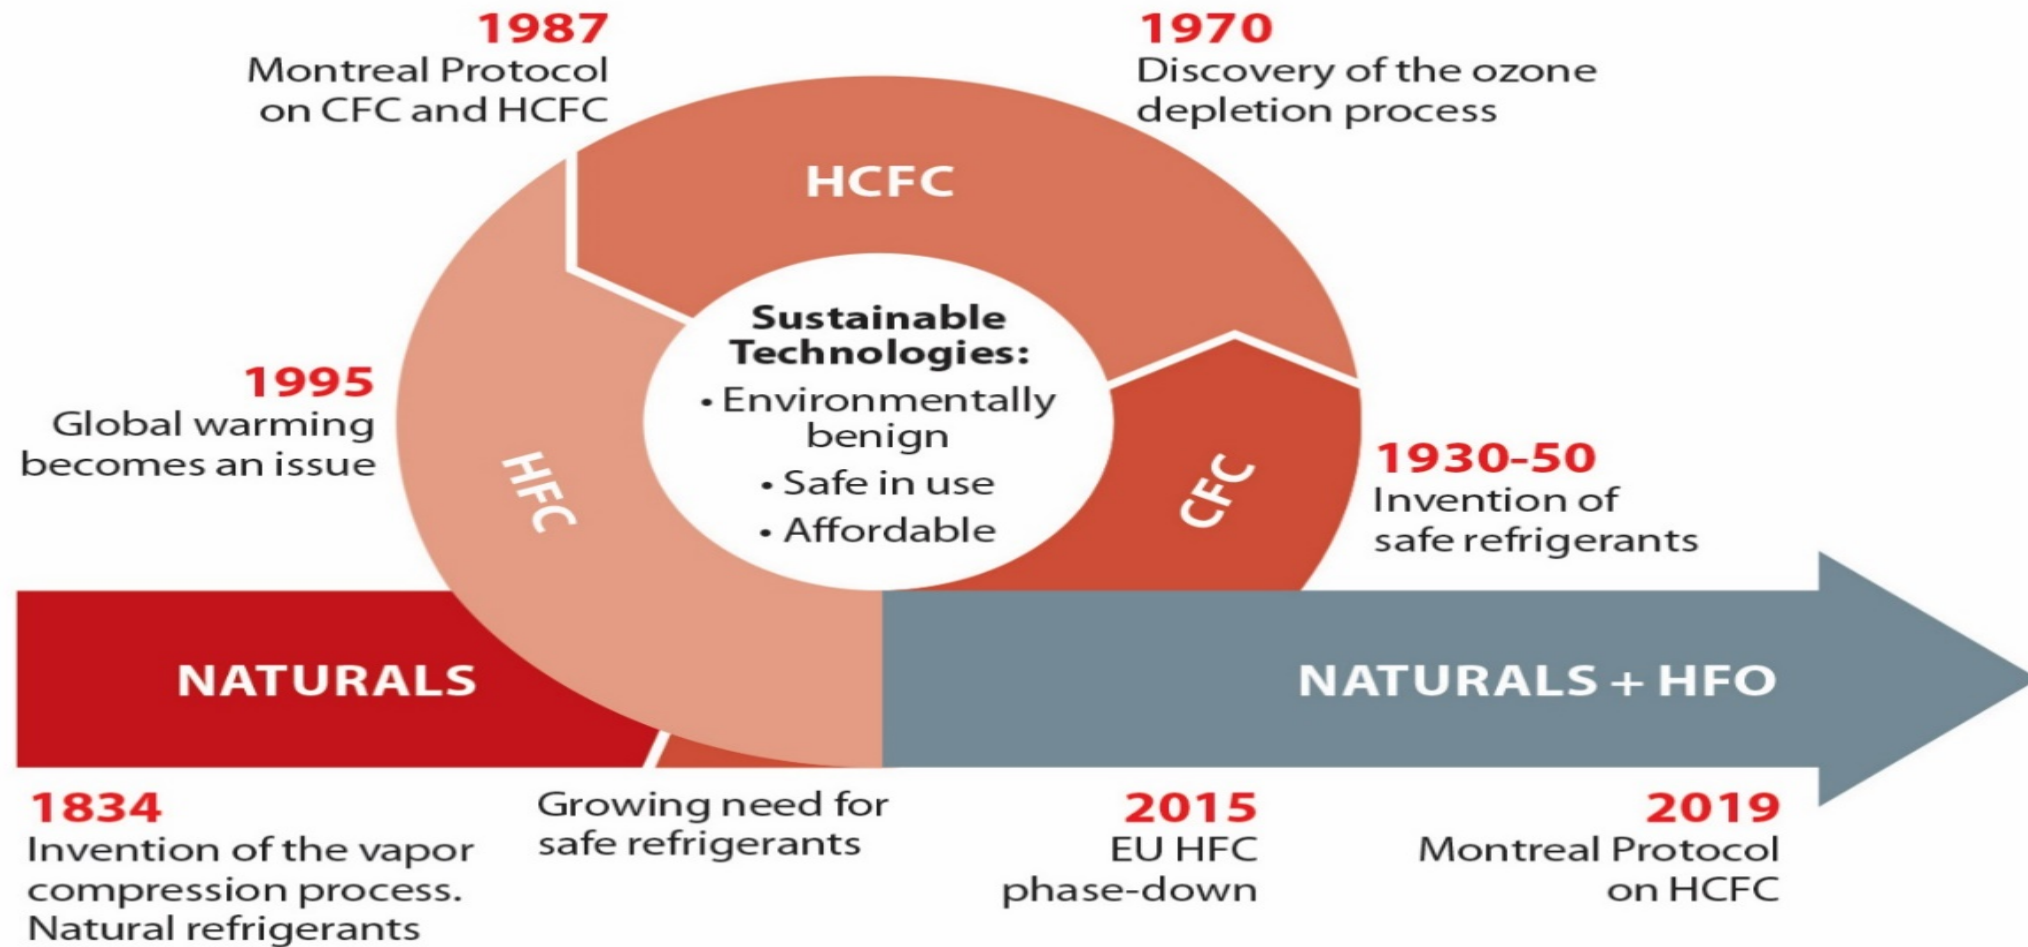 1987
Montreal Protocol
on CFC and HCFC
1970
Discovery of the ozone
depletion process
HCFC
Sustainable
Technologies:
• Environmentally
benign
• Safe in use
• Affordable
1995
Global warming
becomes an issue
HFC
CFC
1930-50
Invention of
safe refrigerants
NATURALS
NATURALS + HFO
1834
Invention of the vapor
compression process.
Natural refrigerants
Growing need for
safe refrigerants
2015
EU HFC
phase-down
2019
Montreal Protocol
on HCFC